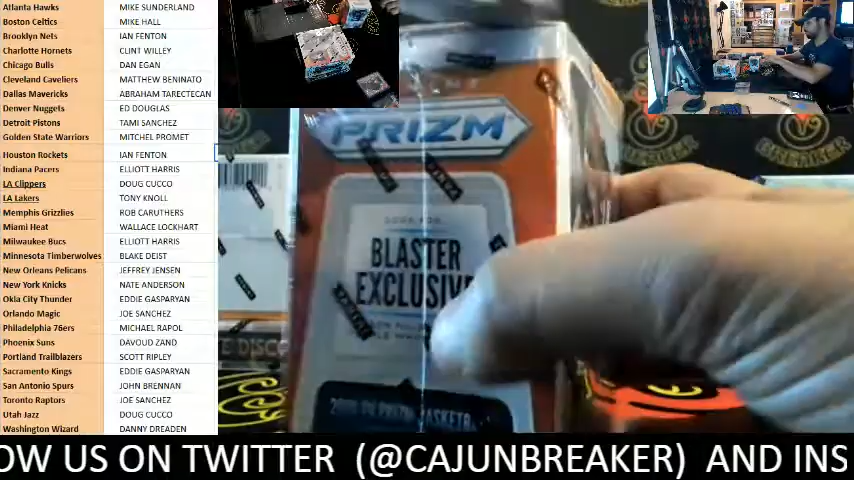 Atlanta Hawks MIKE SUNDERLAND
Boston Celtics MIKE HALL
Brooklyn Nets IAN FENTON
Charlotte Hornets CLINT WILLEY
Chicago Bulls DAN EGAN
Cleveland Cavaliers MATTHEW BENINATO
Dallas Mavericks ABRAHAM TARECTECAN
Denver Nuggets ED DOUGLAS
Detroit Pistons TAMI SANCHEZ
Golden State Warriors MITCHEL PROMET
Houston Rockets IAN FENTON
Indiana Pacers ELLIOTT HARRIS
LA Clippers DOUG CUCCO
LA Lakers TONY KNOLL
Memphis Grizzlies ROB CARUTHERS
Miami Heat WALLACE LOCKHART
Milwaukee Bucs ELLIOTT HARRIS
Minnesota Timberwolves BLAKE DEIST
New Orleans Pelicans JEFFREY JENSEN
New York Knicks NATE ANDERSON
Okla City Thunder EDDIE GASPARYAN
Orlando Magic JOE SANCHEZ
Philadelphia 76ers MICHAEL RAPOL
Phoenix Suns DAVOUD ZAND
Portland Trailblazers SCOTT RIPLEY
Sacramento Kings EDDIE GASPARYAN
San Antonio Spurs JOHN BRENNAN
Toronto Raptors JOE SANCHEZ
Utah Jazz DOUG CUCCO
Washington Wizard DANNY DREADEN
PRIZM
BLASTER
EXCLUSIVE
BREAKER
BREAKER
OW US ON TWITTER (@CAJUNBREAKER) AND INS